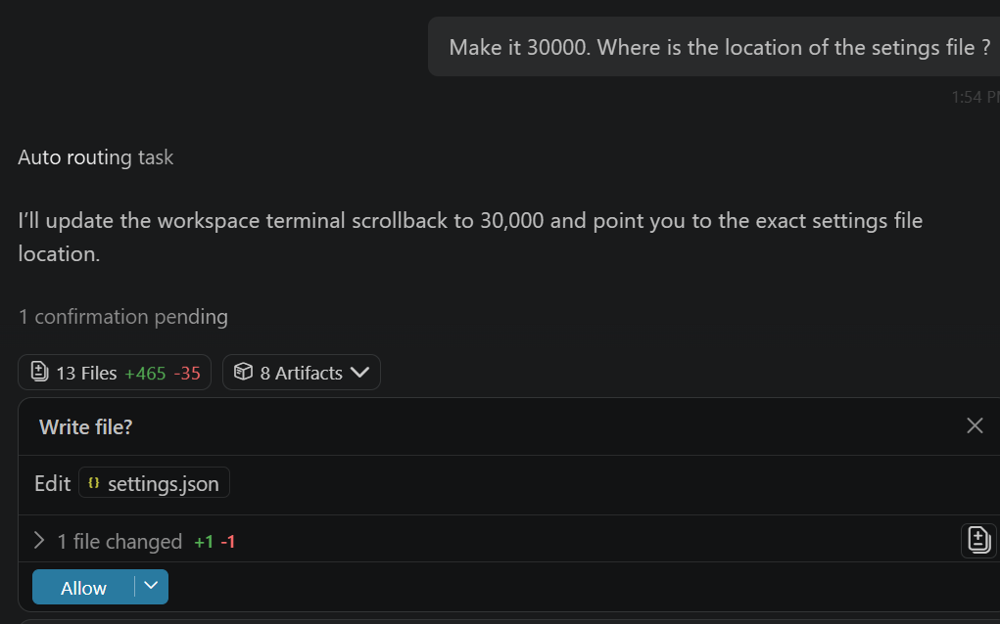 Make it 30000. Where is the location of the setings file ?
1:54
Auto routing task
I'll update the workspace terminal scrollback to 30,000 and point you to the exact settings file
location.
1 confirmation pending
13 Files +465 -35 8 Artifacts
Write file?
Edit {} settings.json
1 file changed +1 -1
Allow